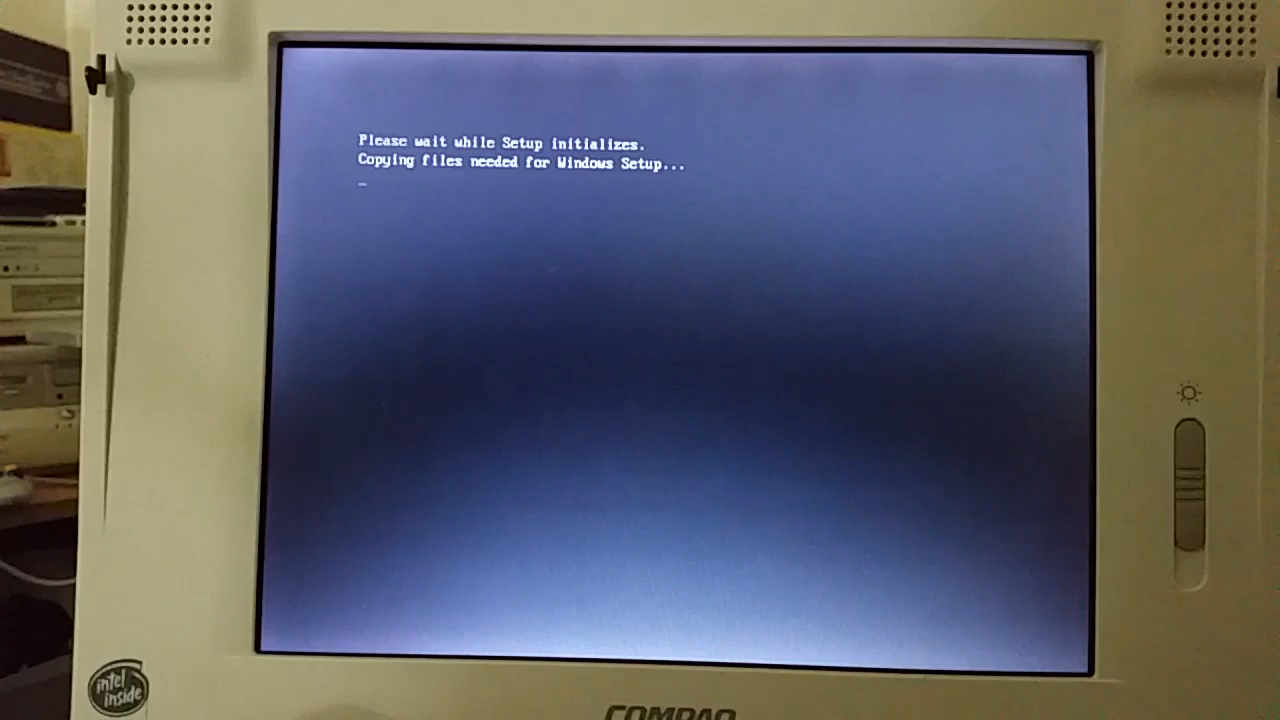 Please wait while Setup initializes.
Copying files needed for Windows Setup...
_
intel
inside
COMPAQ